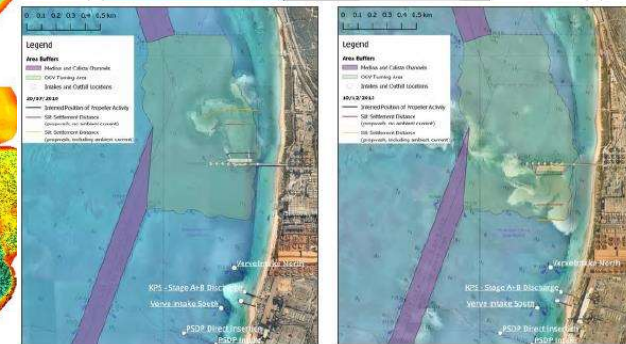 0 0.1 0.2 0.3 0.4 0.5 km
Legend
Area Buffers
Medina and Calista Channels
OGV Turning Area
Intakes and Outfall Locations
Inferred Position of Propeller Activity
Silt Settlement Distance
(propwash, no ambient current)
Silt Settlement Distance
(propwash, including ambient current)
Verve Intake North
KPS - Stage A+B Discharge
Verve Intake South
PSDP Direct Insertion
PSDP Intake
0 0.1 0.2 0.3 0.4 0.5 km
Legend
Area Buffers
Medina and Calista Channels
OGV Turning Area
Intakes and Outfall Locations
Inferred Position of Propeller Activity
Silt Settlement Distance
(propwash, no ambient current)
Silt Settlement Distance
(propwash, including ambient current)
Verve Intake North
KPS - Stage A+B Discharge
Verve Intake South
PSDP Direct Insertion
PSDP Intake